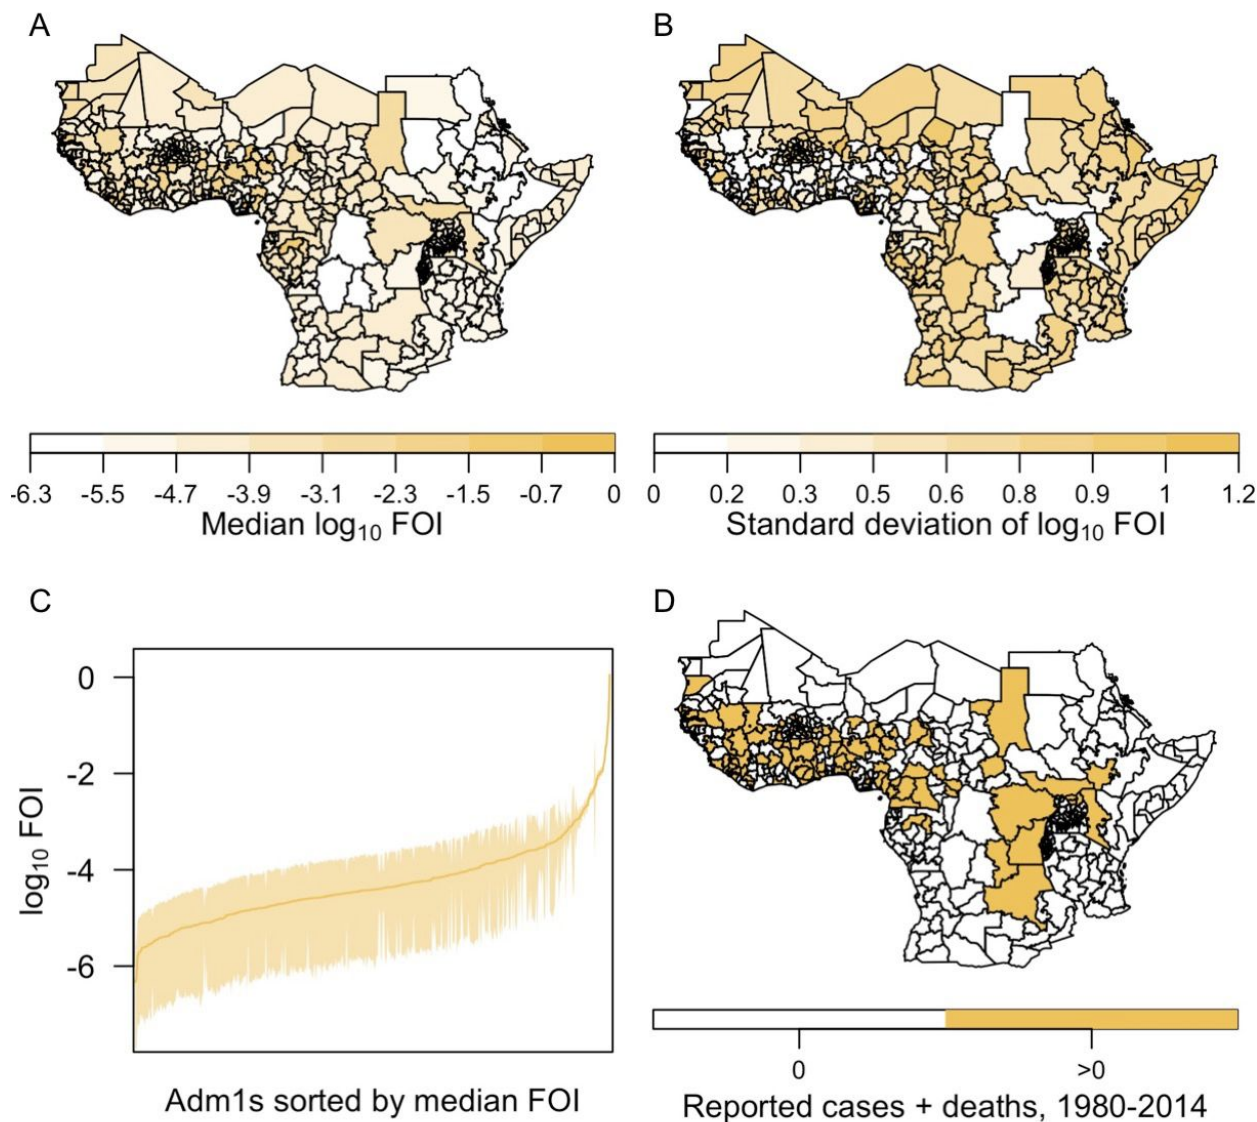 A
B
-6.3 -5.5 -4.7 -3.9 -3.1 -2.3 -1.5 -0.7 0
Median log₁₀ FOI
0 0.2 0.3 0.5 0.6 0.8 0.9 1 1.2
Standard deviation of log₁₀ FOI
C
0
-2
-4
-6
log₁₀ FOI
Adm1s sorted by median FOI
D
0 >0
Reported cases + deaths, 1980-2014